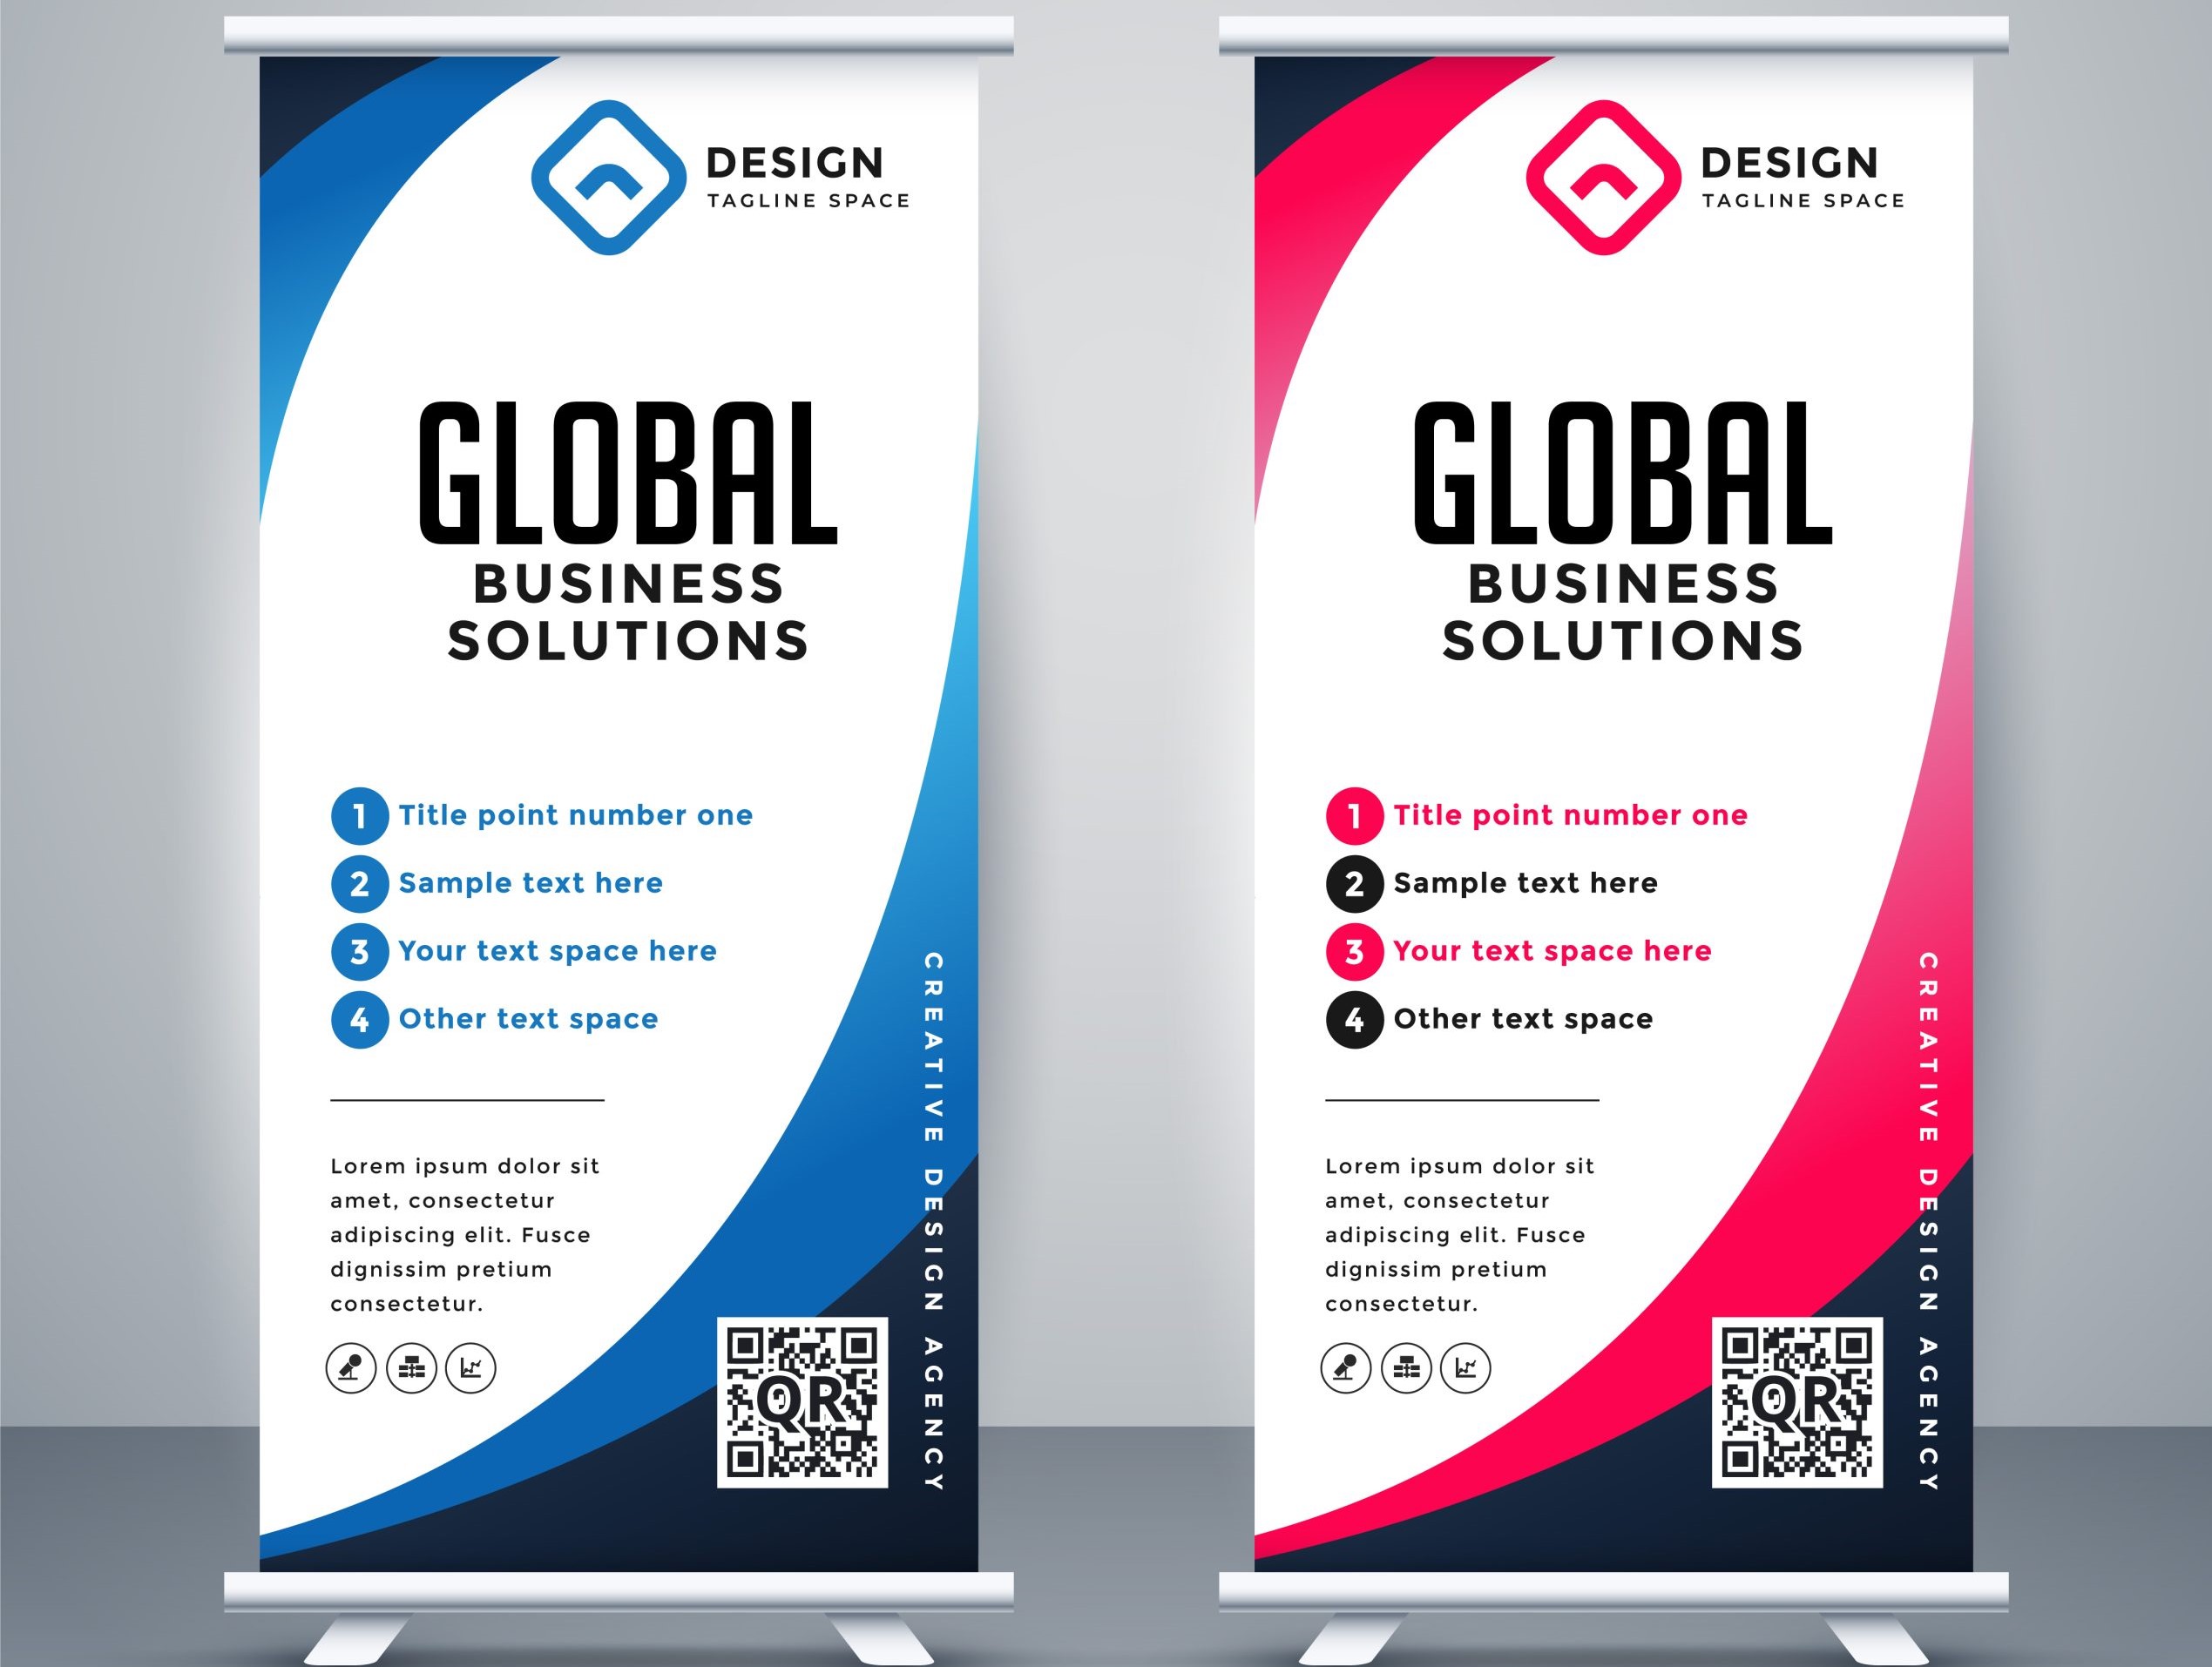 DESIGN
TAGLINE SPACE
GLOBAL
BUSINESS
SOLUTIONS
1 Title point number one
2 Sample text here
3 Your text space here
4 Other text space
Lorem ipsum dolor sit
amet, consectetur
adipiscing elit. Fusce
dignissim pretium
consectetur.
QR
CREATIVE DESIGN AGENCY
DESIGN
TAGLINE SPACE
GLOBAL
BUSINESS
SOLUTIONS
1 Title point number one
2 Sample text here
3 Your text space here
4 Other text space
Lorem ipsum dolor sit
amet, consectetur
adipiscing elit. Fusce
dignissim pretium
consectetur.
QR
CREATIVE DESIGN AGENCY